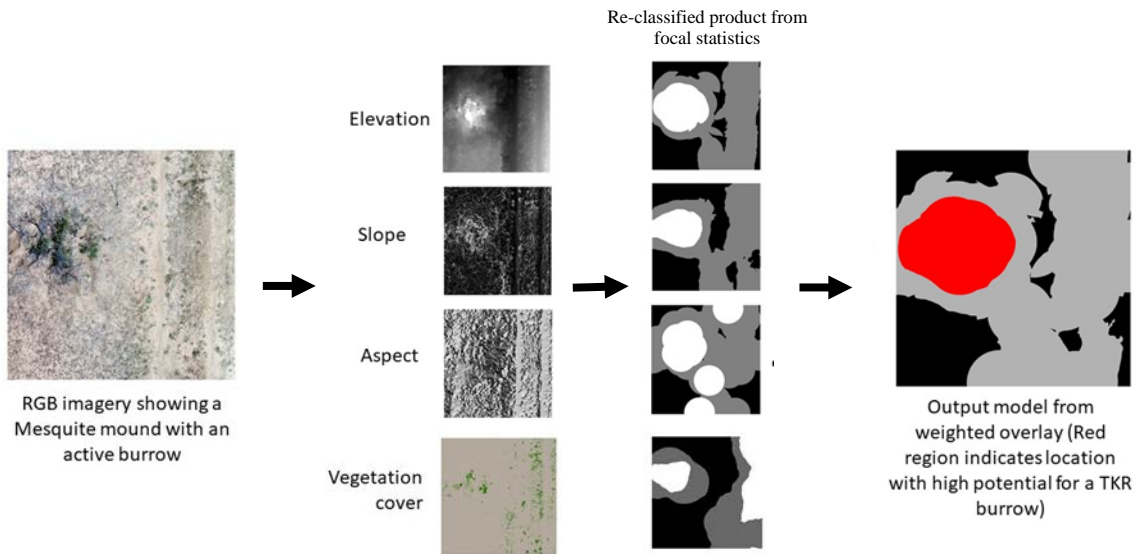 Re-classified product from
focal statistics
Elevation
Slope
Aspect
Vegetation
cover
RGB imagery showing a
Mesquite mound with an
active burrow
Output model from
weighted overlay (Red
region indicates location
with high potential for a TKR
burrow)